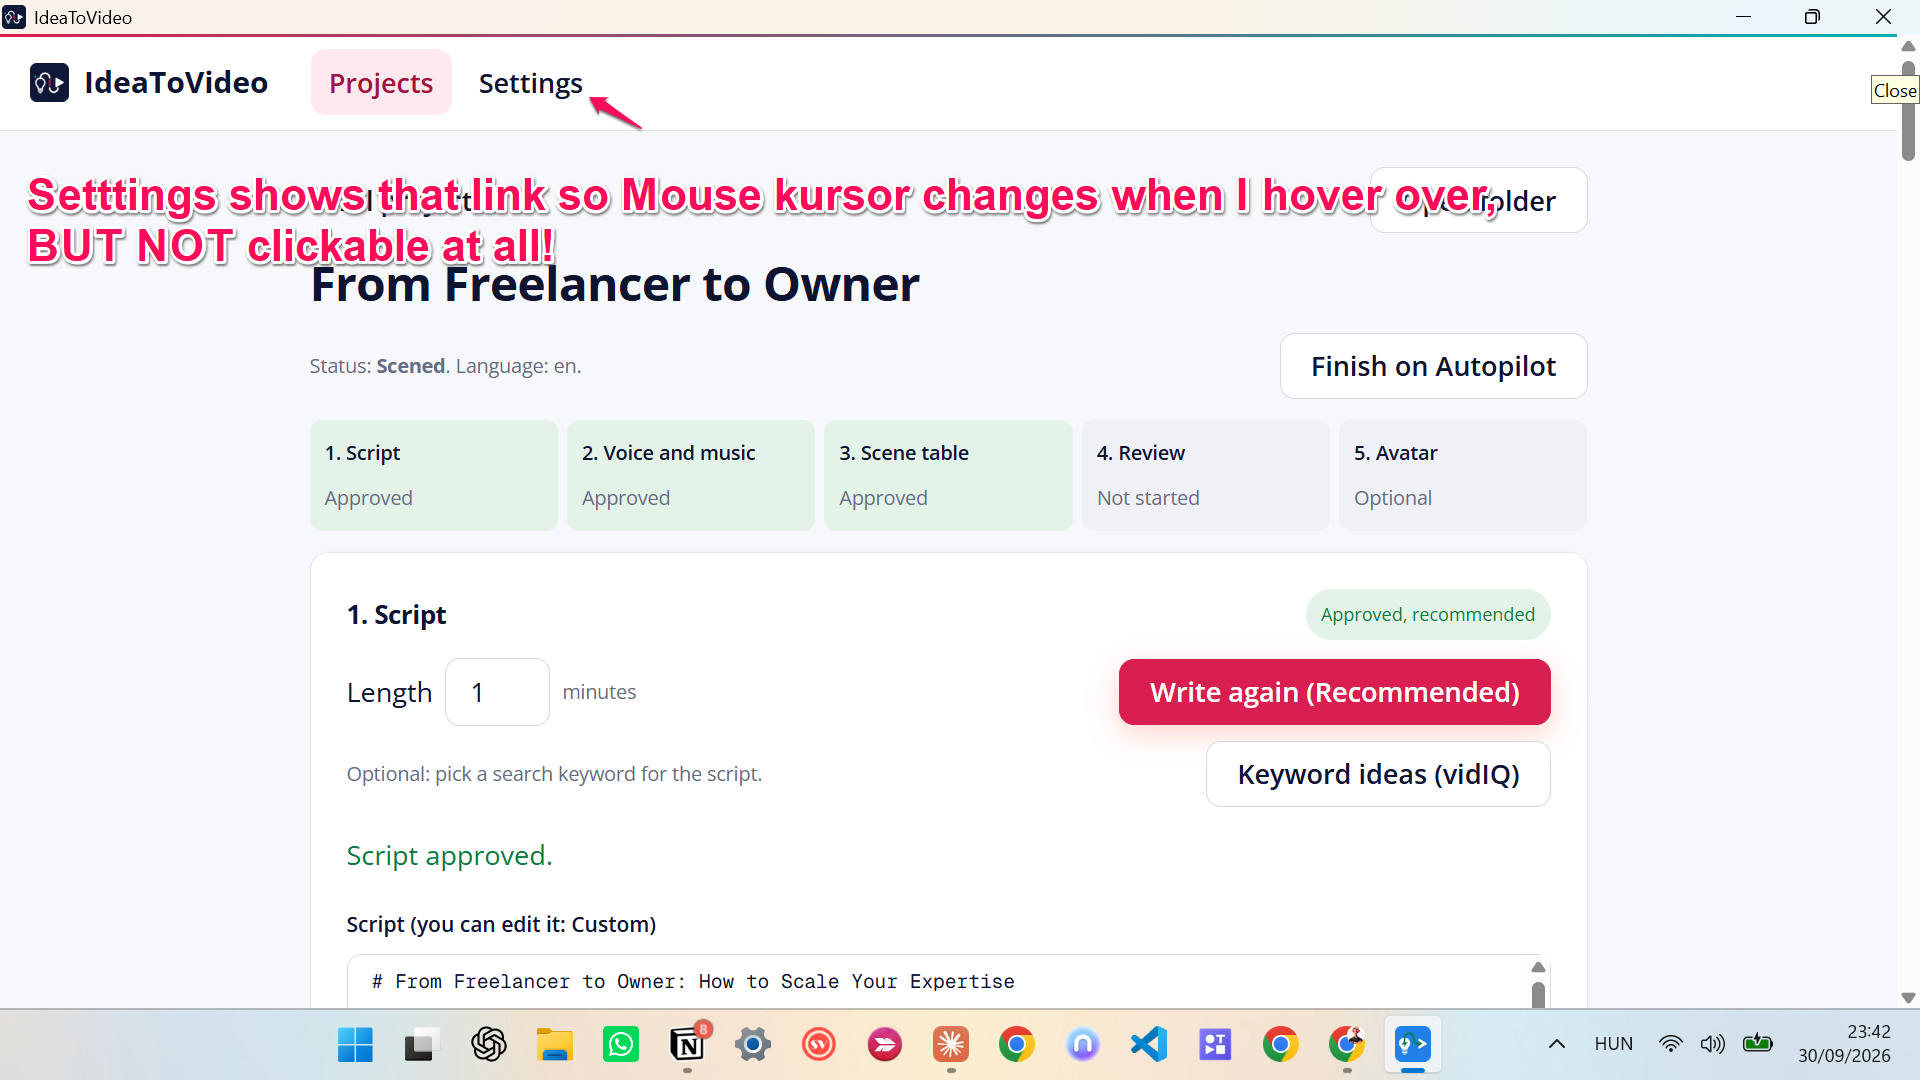 IdeaToVideo
IdeaToVideo
Projects
Settings
Close
Setttings shows that link so Mouse kursor changes when I hover over,
BUT NOT clickable at all!
older
From Freelancer to Owner
Status: Scened. Language: en.
Finish on Autopilot
1. Script
Approved
2. Voice and music
Approved
3. Scene table
Approved
4. Review
Not started
5. Avatar
Optional
1. Script
Approved, recommended
Length
1
minutes
Write again (Recommended)
Optional: pick a search keyword for the script.
Keyword ideas (vidIQ)
Script approved.
Script (you can edit it: Custom)
# From Freelancer to Owner: How to Scale Your Expertise
8
HUN
23:42
30/09/2026